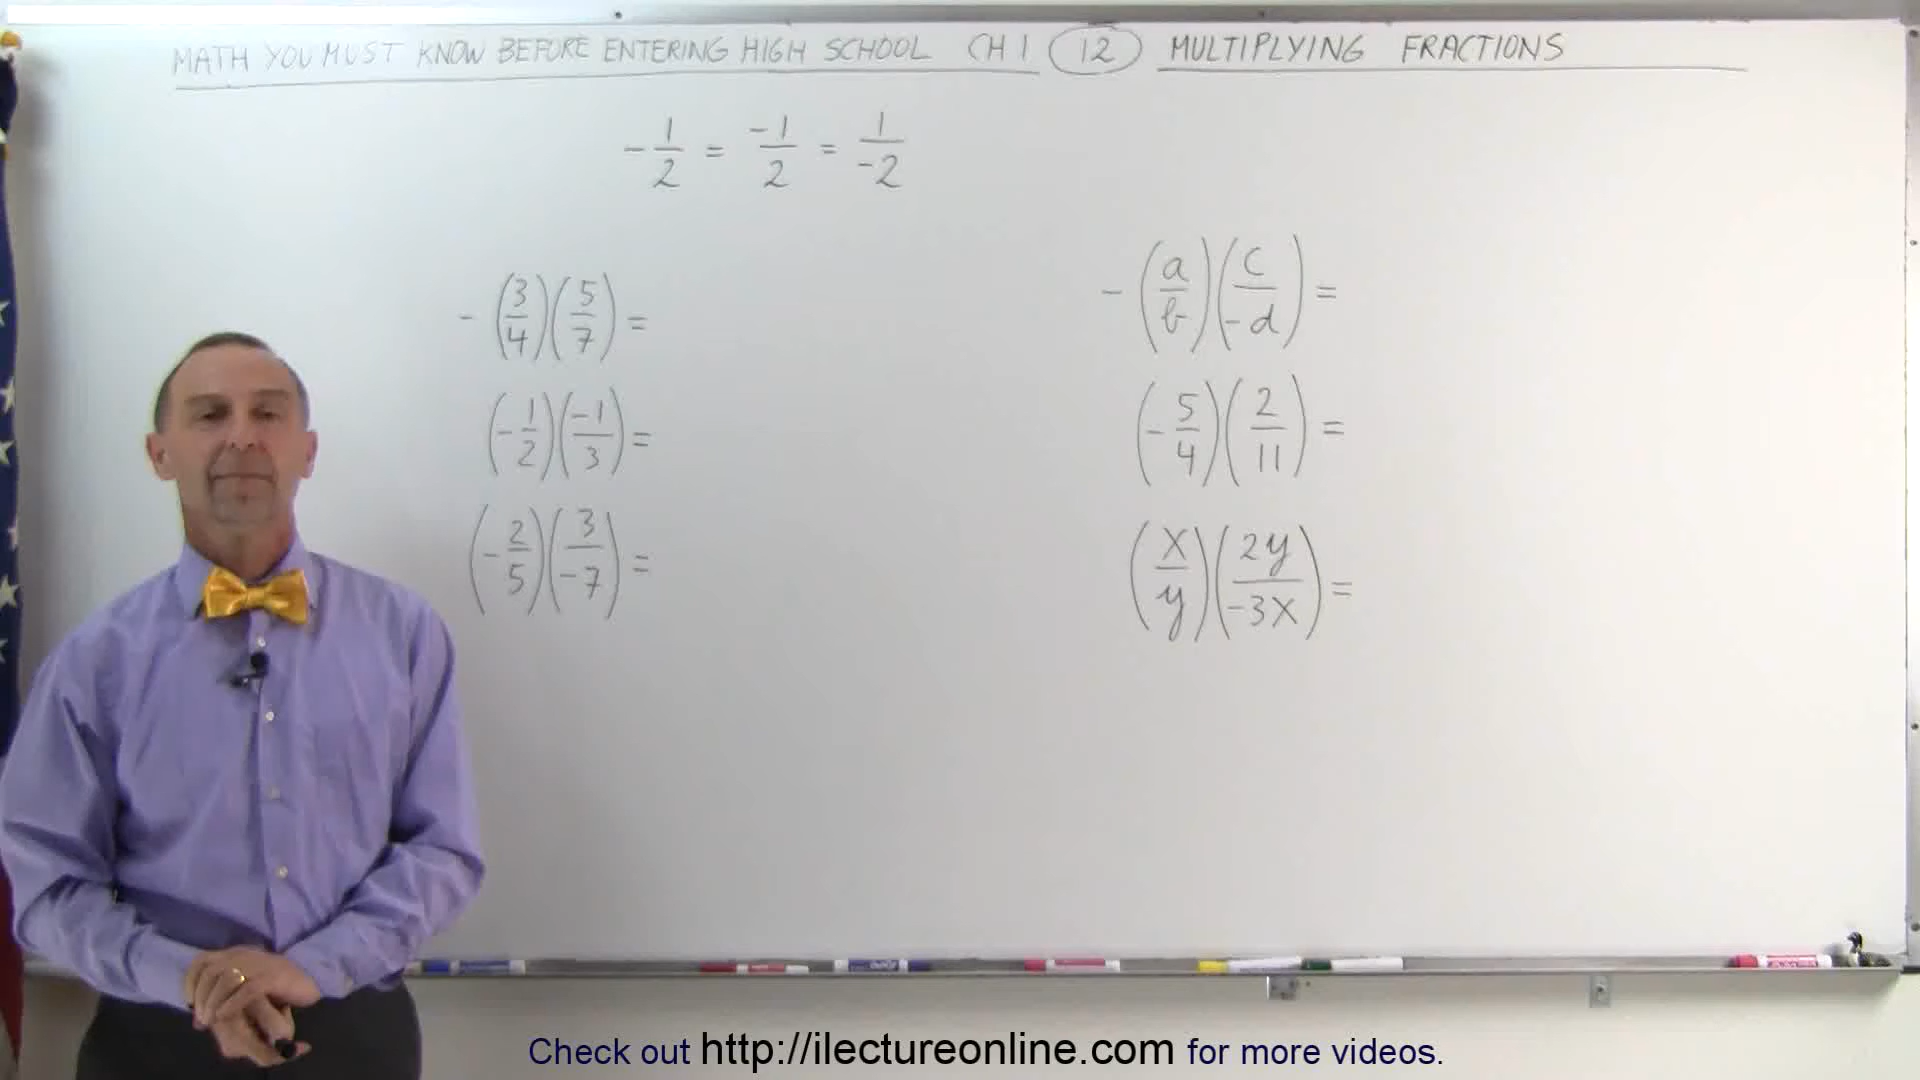 MATH YOU MUST KNOW BEFORE ENTERING HIGH SCHOOL CH 1 (12) MULTIPLYING FRACTIONS
-1/2 = -1/2 = 1/-2
-(3/4)(5/7) =
(-1/2)(-1/3) =
(-2/5)(3/-7) =
-(a/b)(c/-d) =
(-5/4)(2/11) =
(x/y)(2y/-3x) =
Check out http://ilectureonline.com for more videos.